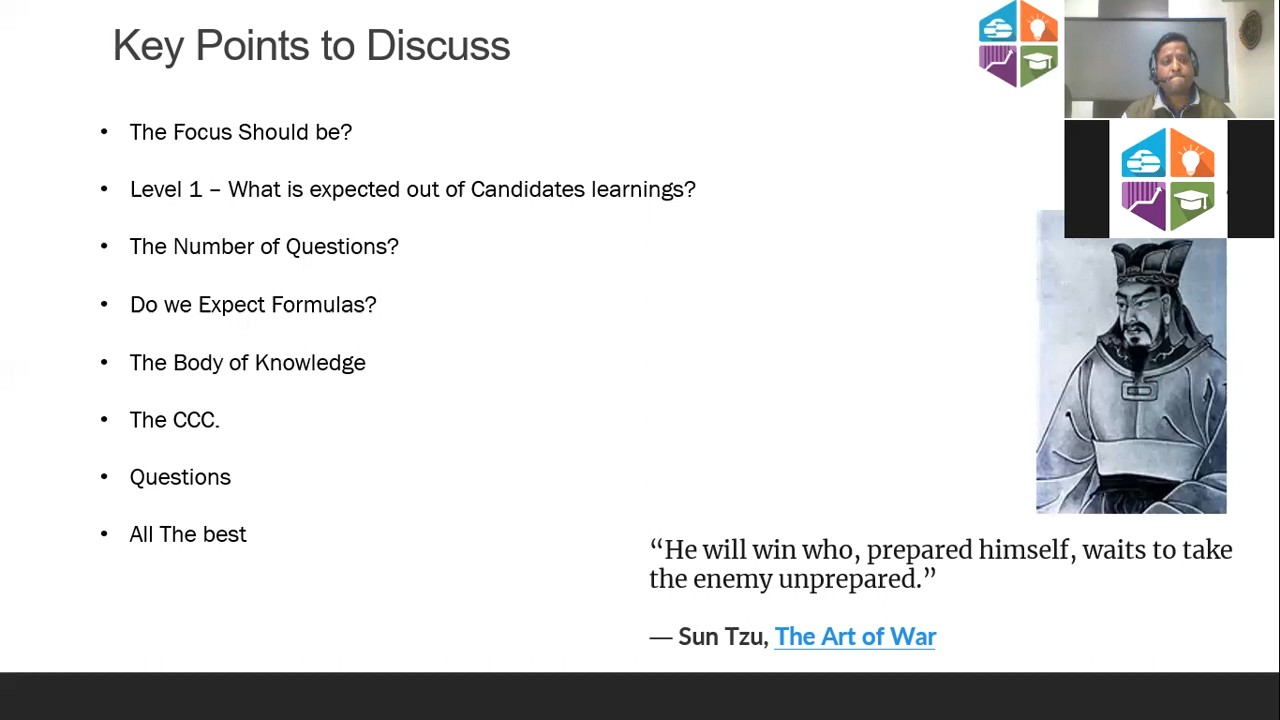 Key Points to Discuss
• The Focus Should be?
• Level 1 – What is expected out of Candidates learnings?
• The Number of Questions?
• Do we Expect Formulas?
• The Body of Knowledge
• The CCC.
• Questions
• All The best
“He will win who, prepared himself, waits to take
the enemy unprepared.”
— Sun Tzu, The Art of War